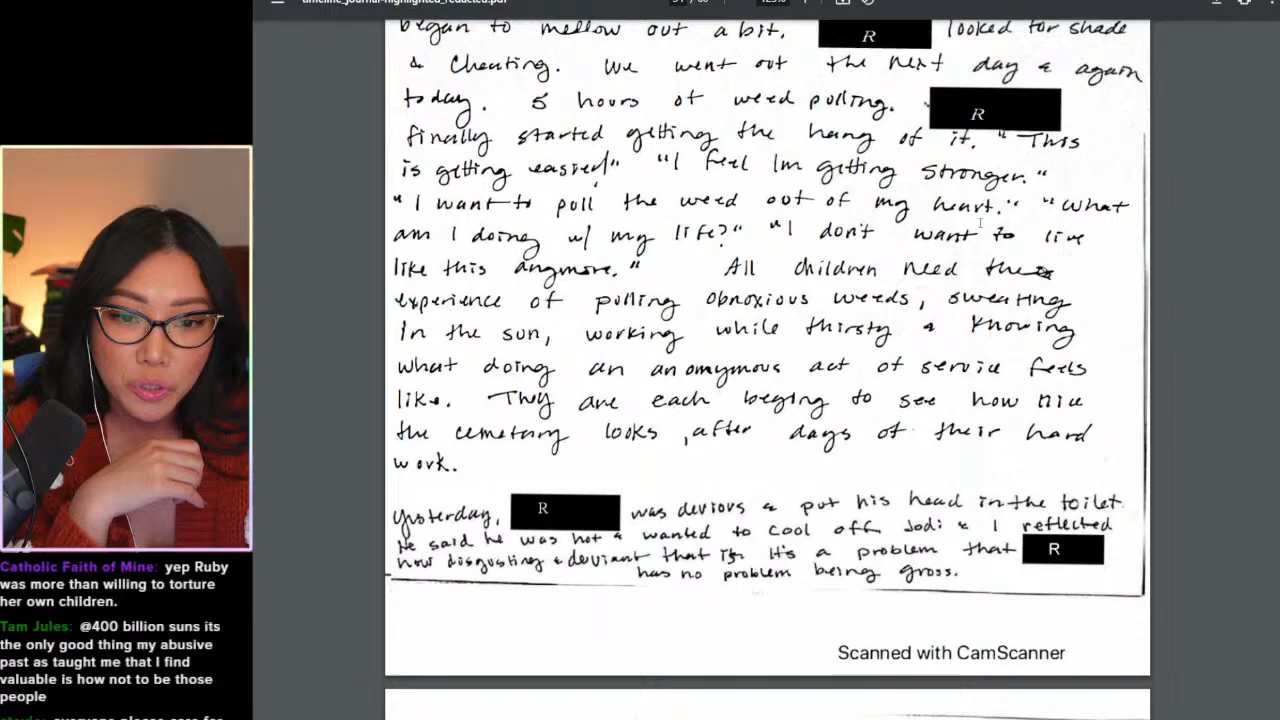 timeline_journal-highlighted_redacted.pdf
began to mellow out a bit. R looked for shade
& cheating. We went out the next day & again
today. 5 hours of weed pulling. R
finally started getting the hang of it. "This
is getting easier!" "I feel Im getting stronger."
"I want to pull the weed out of my heart." "What
am I doing w/ my life?" "I don't want to live
like this anymore." All children need the
experience of pulling obnoxious weeds, sweating
In the sun, working while thirsty & knowing
what doing an anonymous act of service feels
like. They are each beging to see how nice
the cemetary looks, after days of their hard
work.
Yesterday, R was devious & put his head in the toilet.
He said he was hot & wanted to cool off. Jodi & I reflected
how disgusting & deviant that is. It's a problem that R
has no problem being gross.
Scanned with CamScanner
Catholic Faith of Mine: yep Ruby
was more than willing to torture
her own children.
Tam Jules: @400 billion suns its
the only good thing my abusive
past as taught me that I find
valuable is how not to be those
people